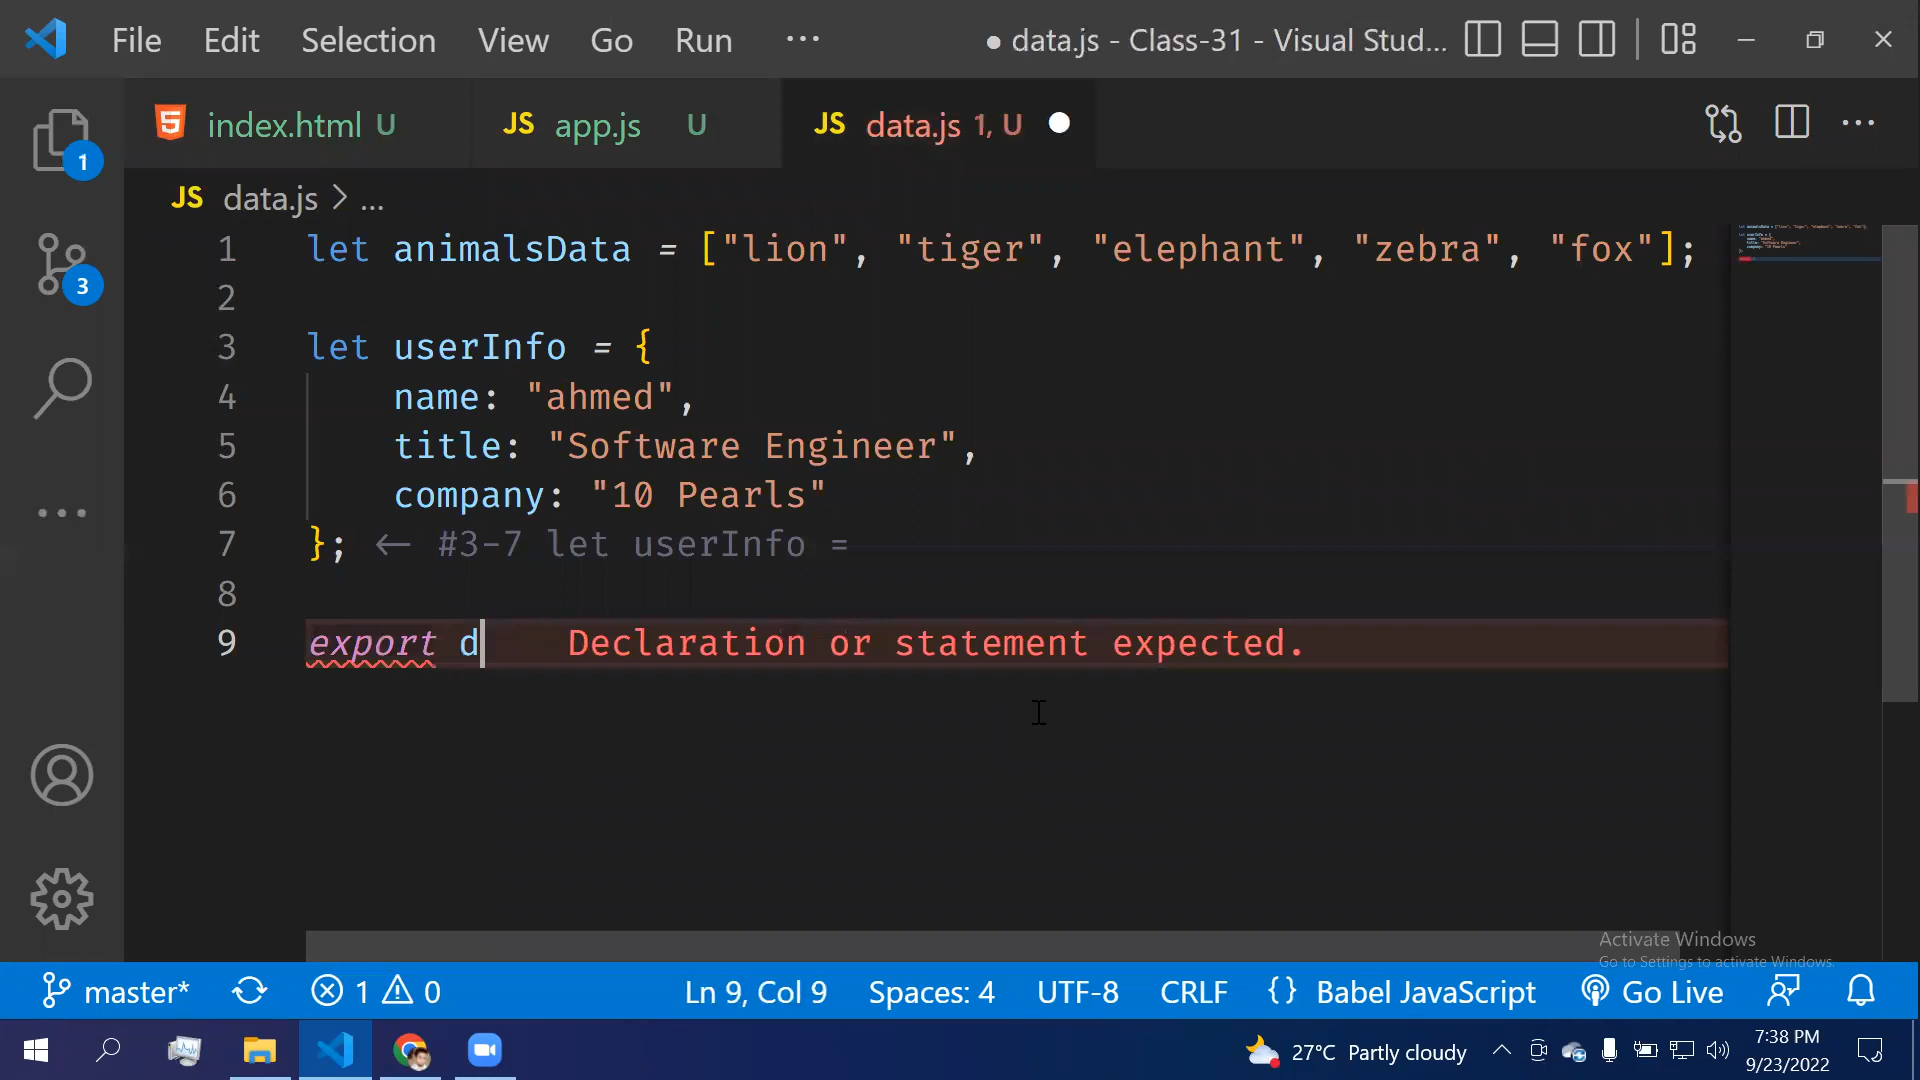 File Edit Selection View Go Run ··· ● data.js - Class-31 - Visual Stud...
index.html U JS app.js U JS data.js 1, U ●
JS data.js > ...
1 let animalsData = ["lion", "tiger", "elephant", "zebra", "fox"];
2
3 let userInfo = {
4 name: "ahmed",
5 title: "Software Engineer",
6 company: "10 Pearls"
7 }; <- #3-7 let userInfo =
8
9 export d Declaration or statement expected.
1
3
Activate Windows
Go to Settings to activate Windows.
master* 1 0 Ln 9, Col 9 Spaces: 4 UTF-8 CRLF {} Babel JavaScript Go Live
27°C Partly cloudy 7:38 PM
9/23/2022